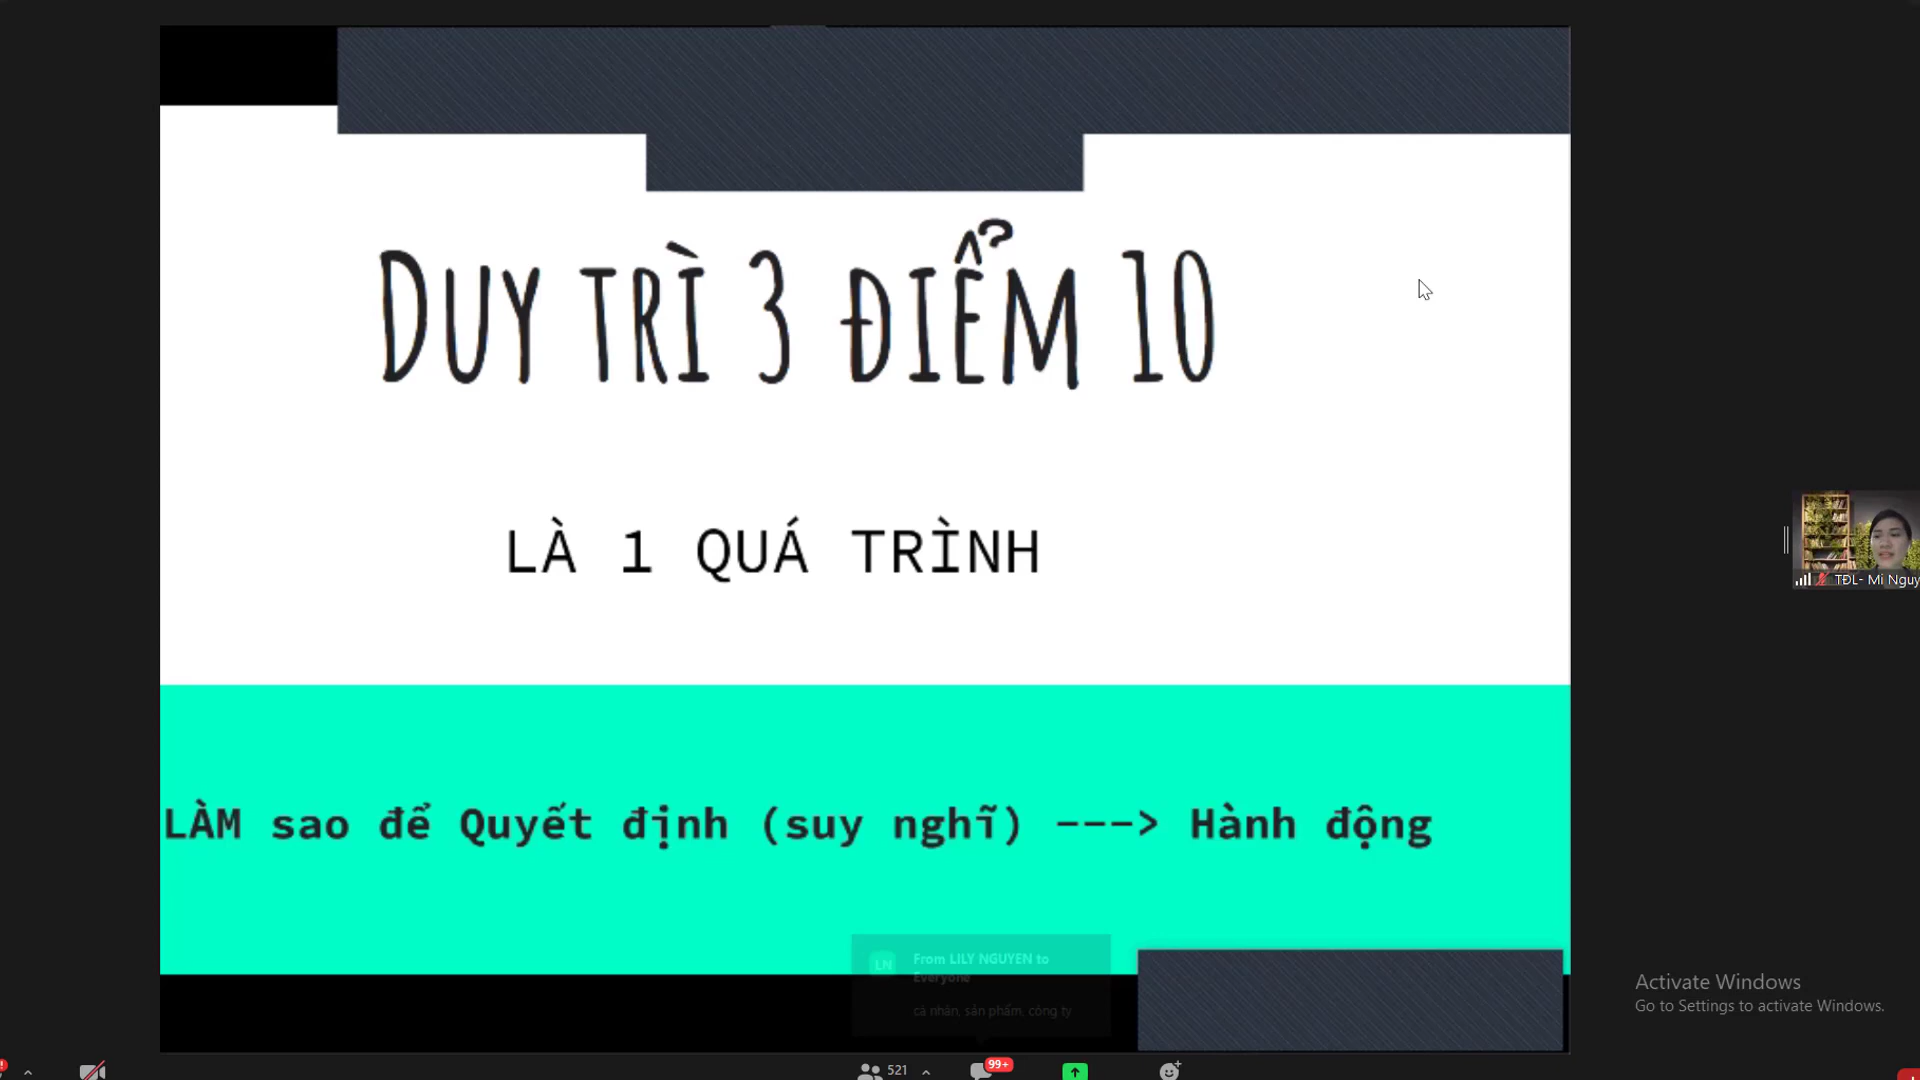 DUY TRÌ 3 ĐIỂM 10
LÀ 1 QUÁ TRÌNH
LÀM sao để Quyết định (suy nghĩ) ---> Hành động
LN
From LILY NGUYEN to
Everyone
cá nhân, sản phẩm, công ty
TĐL- Mi Nguy
Activate Windows
Go to Settings to activate Windows.
521
99+